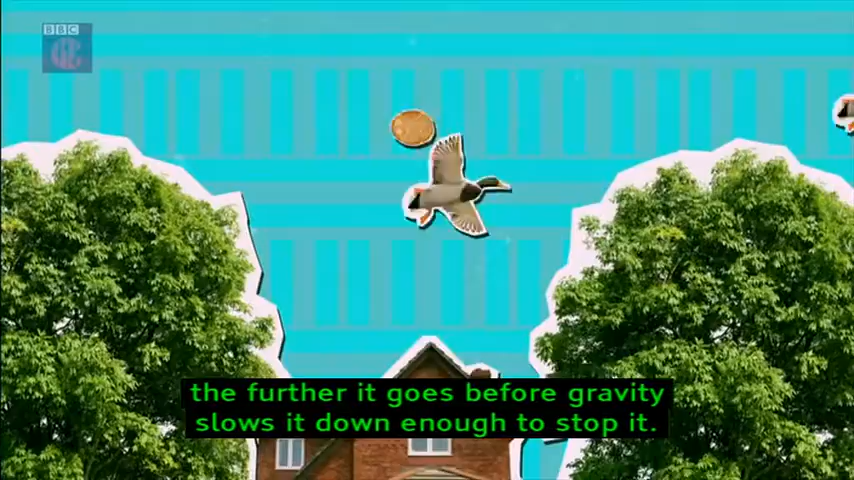 BBC
the further it goes before gravity
slows it down enough to stop it.